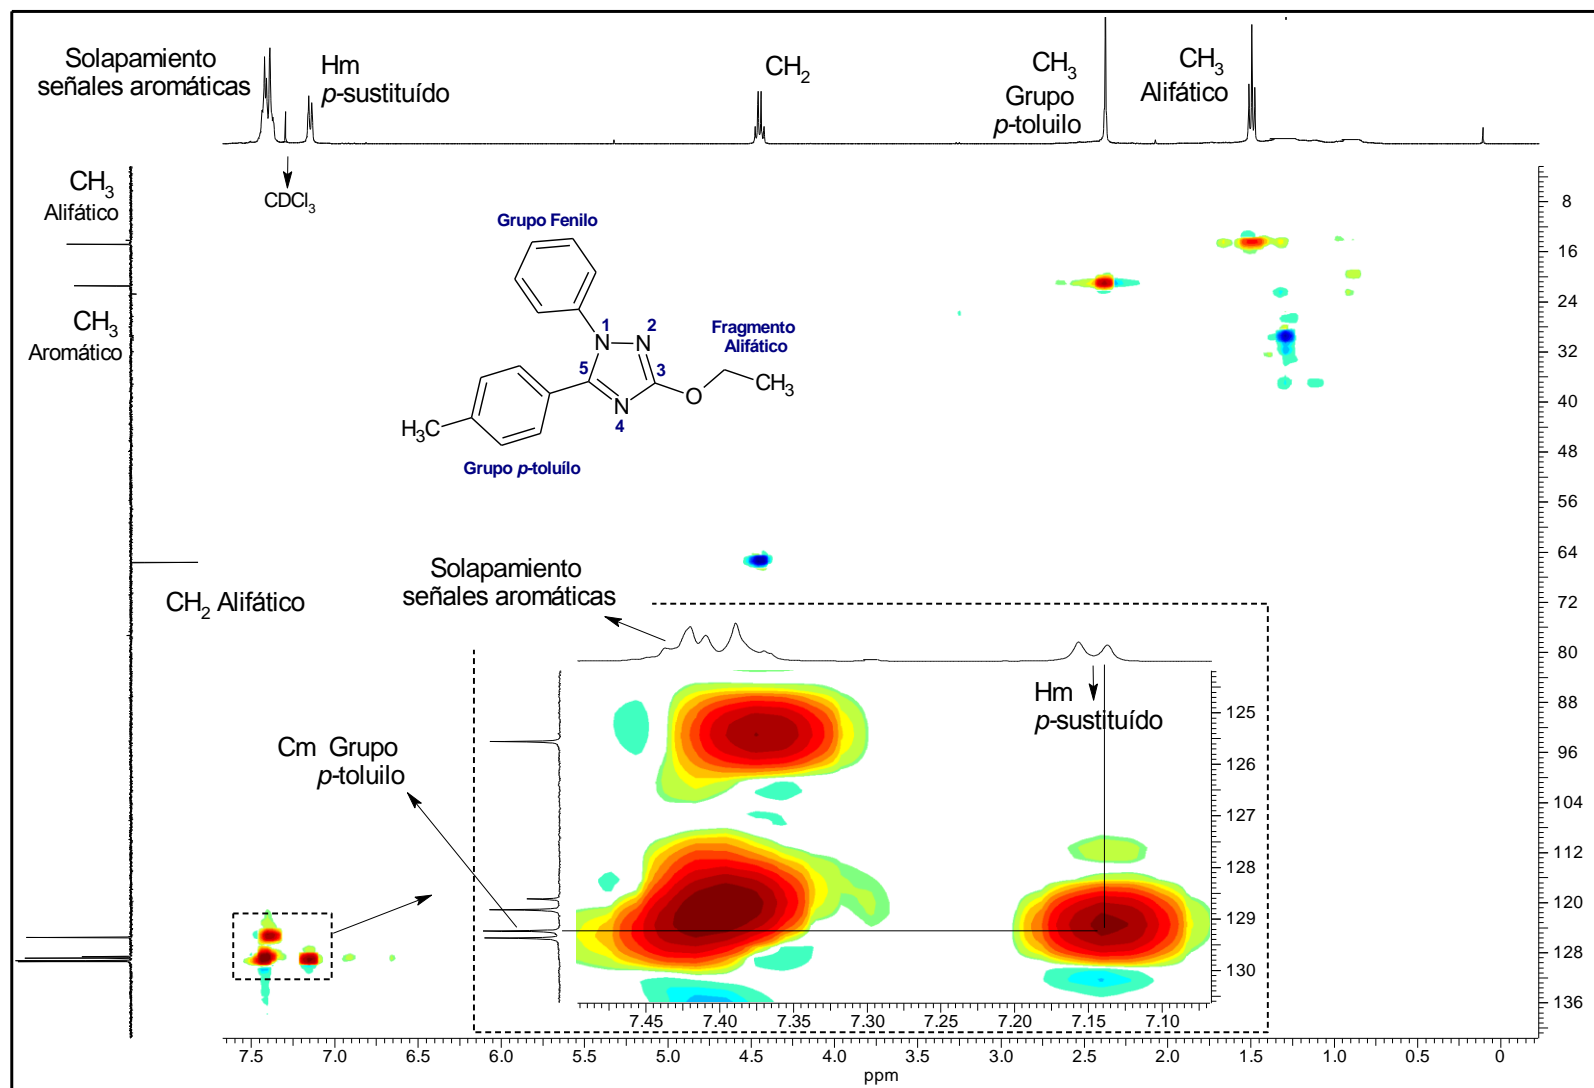 Solapamiento
señales aromáticas
Hm
p-sustituído
CH2
CH3
Grupo
p-toluilo
CH3
Alifático
CDCl3
CH3
Alifático
CH3
Aromático
Grupo Fenilo
1
2
N
N
Fragmento
Alifático
5
3
N
O
CH3
4
H3C
Grupo p-toluílo
CH2 Alifático
Solapamiento
señales aromáticas
Hm
p-sustituído
Cm Grupo
p-toluilo
125
126
127
128
129
130
7.45 7.40 7.35 7.30 7.25 7.20 7.15 7.10
8
16
24
32
40
48
56
64
72
80
88
96
104
112
120
128
136
7.5 7.0 6.5 6.0 5.5 5.0 4.5 4.0 3.5 3.0 2.5 2.0 1.5 1.0 0.5 0
ppm